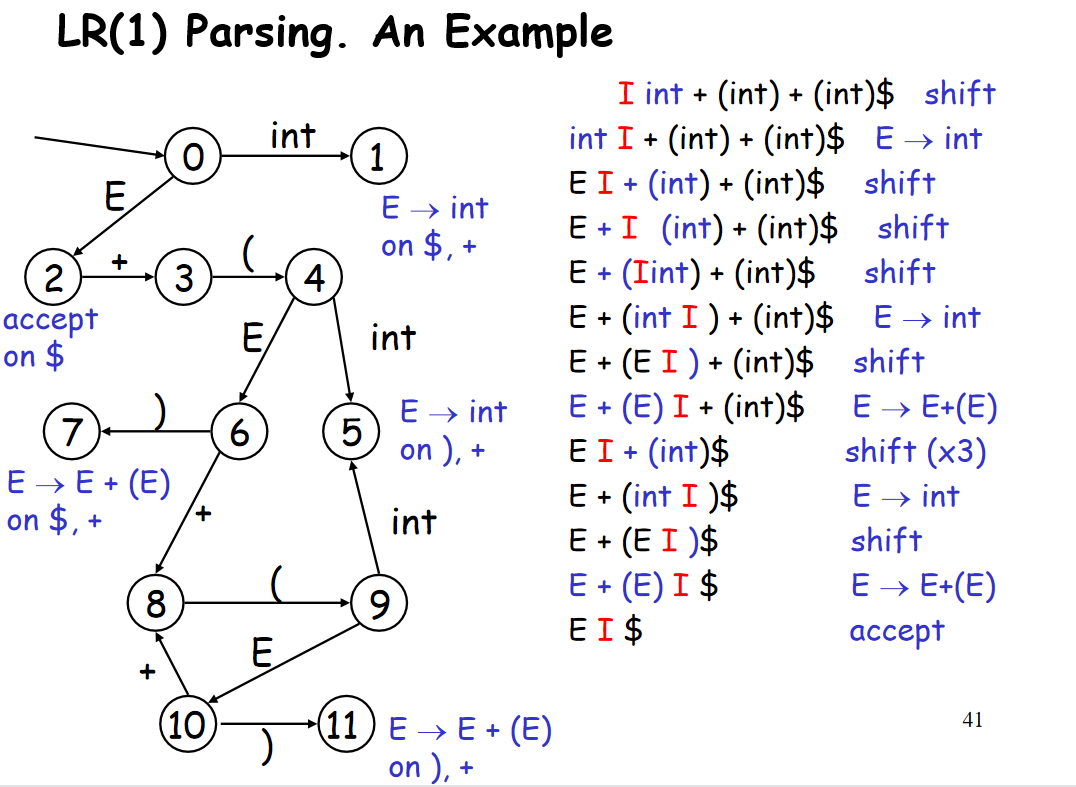 LR(1) Parsing. An Example
I int + (int) + (int)$ shift
int I + (int) + (int)$ E → int
E I + (int) + (int)$ shift
E + I (int) + (int)$ shift
E + (Iint) + (int)$ shift
E + (int I ) + (int)$ E → int
E + (E I ) + (int)$ shift
E + (E) I + (int)$ E → E+(E)
E I + (int)$ shift (x3)
E + (int I )$ E → int
E + (E I )$ shift
E + (E) I $ E → E+(E)
E I $ accept
int
0 1
E
E → int
on $, +
+ (
2 3 4
accept
on $
E int
)
7 6 5
E → int
on ), +
E → E + (E)
on $, +
+ int
(
8 9
E
+
10 11
)
E → E + (E)
on ), +
41